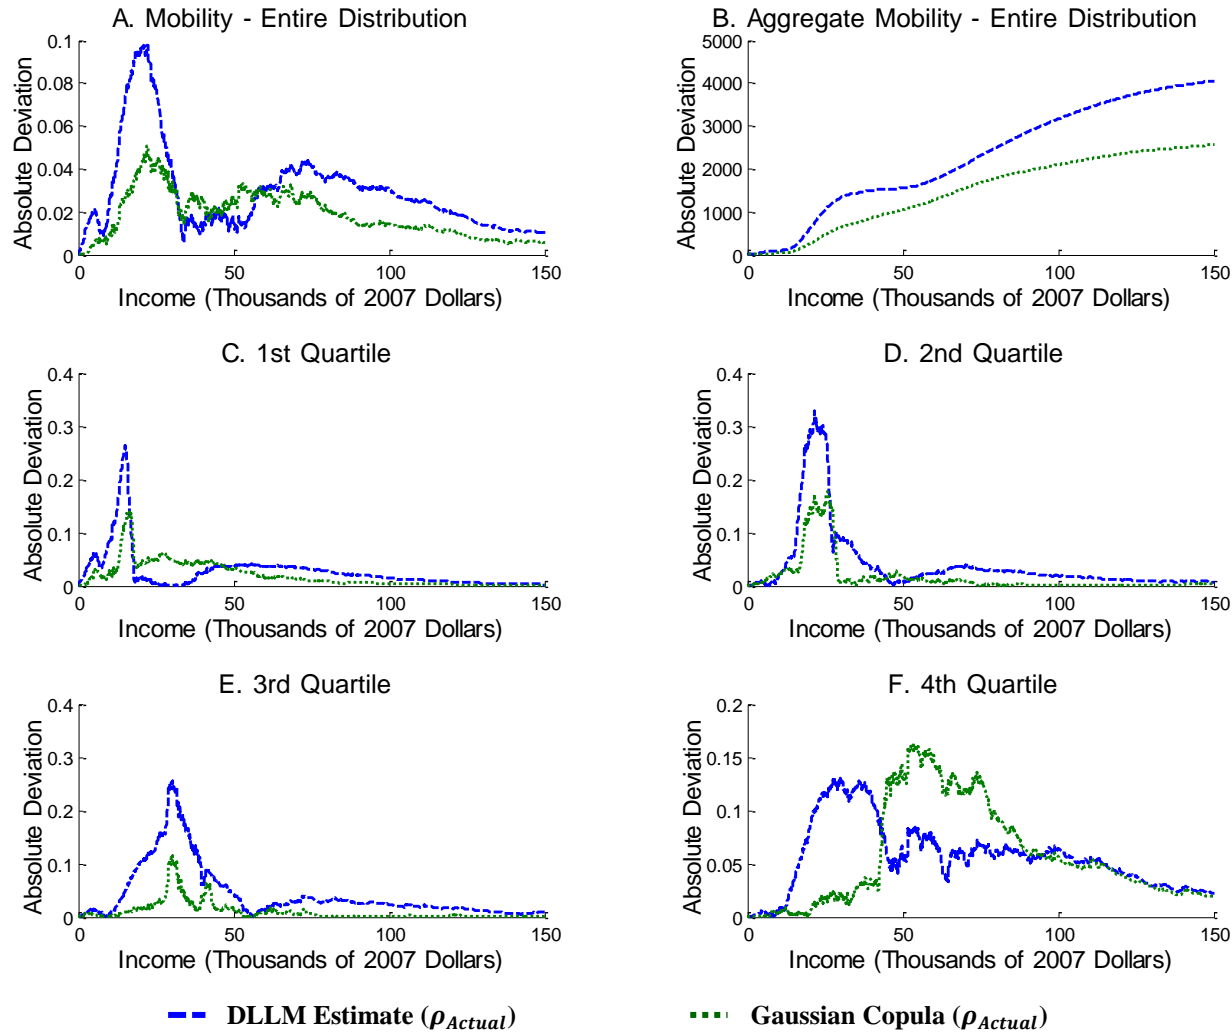 A. Mobility - Entire Distribution
0.1
0.08
0.06
0.04
0.02
0
Absolute Deviation
0 50 100 150
Income (Thousands of 2007 Dollars)
B. Aggregate Mobility - Entire Distribution
5000
4000
3000
2000
1000
0
Absolute Deviation
0 50 100 150
Income (Thousands of 2007 Dollars)
C. 1st Quartile
0.4
0.3
0.2
0.1
0
Absolute Deviation
0 50 100 150
Income (Thousands of 2007 Dollars)
D. 2nd Quartile
0.4
0.3
0.2
0.1
0
Absolute Deviation
0 50 100 150
Income (Thousands of 2007 Dollars)
E. 3rd Quartile
0.4
0.3
0.2
0.1
0
Absolute Deviation
0 50 100 150
Income (Thousands of 2007 Dollars)
F. 4th Quartile
0.2
0.15
0.1
0.05
0
Absolute Deviation
0 50 100 150
Income (Thousands of 2007 Dollars)
DLLM Estimate (ρActual)
Gaussian Copula (ρActual)